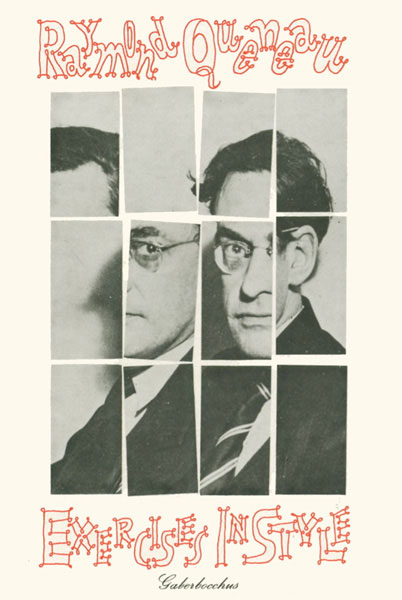 Raymond Queneau
EXERCISES IN STYLE
Gaberbocchus